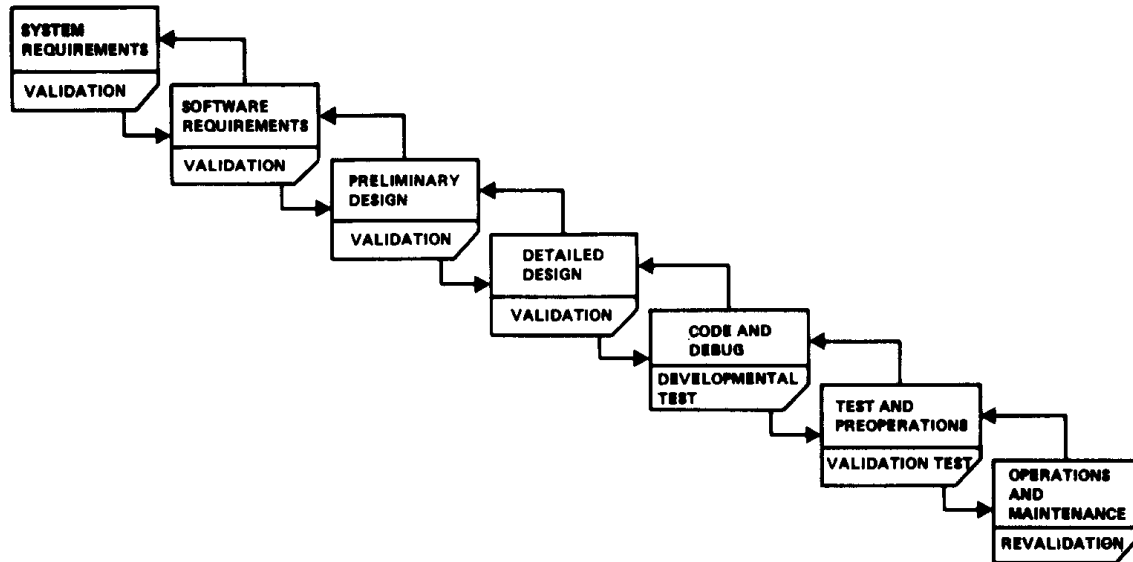 SYSTEM
REQUIREMENTS
VALIDATION
SOFTWARE
REQUIREMENTS
VALIDATION
PRELIMINARY
DESIGN
VALIDATION
DETAILED
DESIGN
VALIDATION
CODE AND
DEBUG
DEVELOPMENTAL
TEST
TEST AND
PREOPERATIONS
VALIDATION TEST
OPERATIONS
AND
MAINTENANCE
REVALIDATION